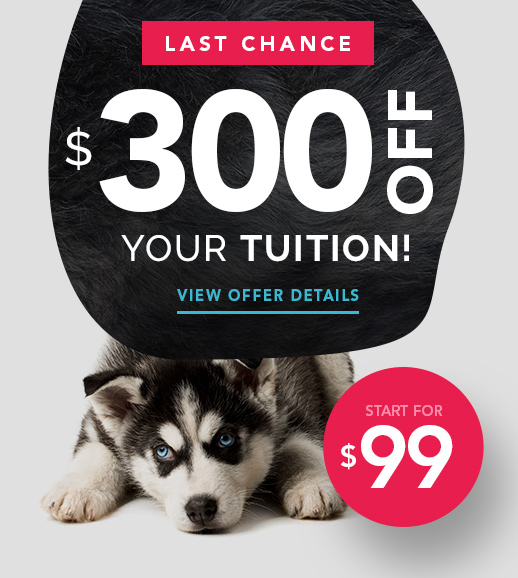 LAST CHANCE
$300 OFF
YOUR TUITION!
VIEW OFFER DETAILS
START FOR
$99